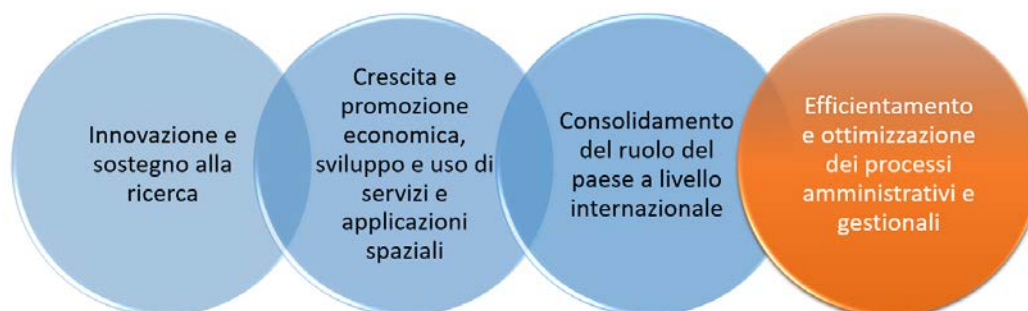 Innovazione e
sostegno alla
ricerca
Crescita e
promozione
economica,
sviluppo e uso di
servizi e
applicazioni
spaziali
Consolidamento
del ruolo del
paese a livello
internazionale
Efficientamento
e ottimizzazione
dei processi
amministrativi e
gestionali